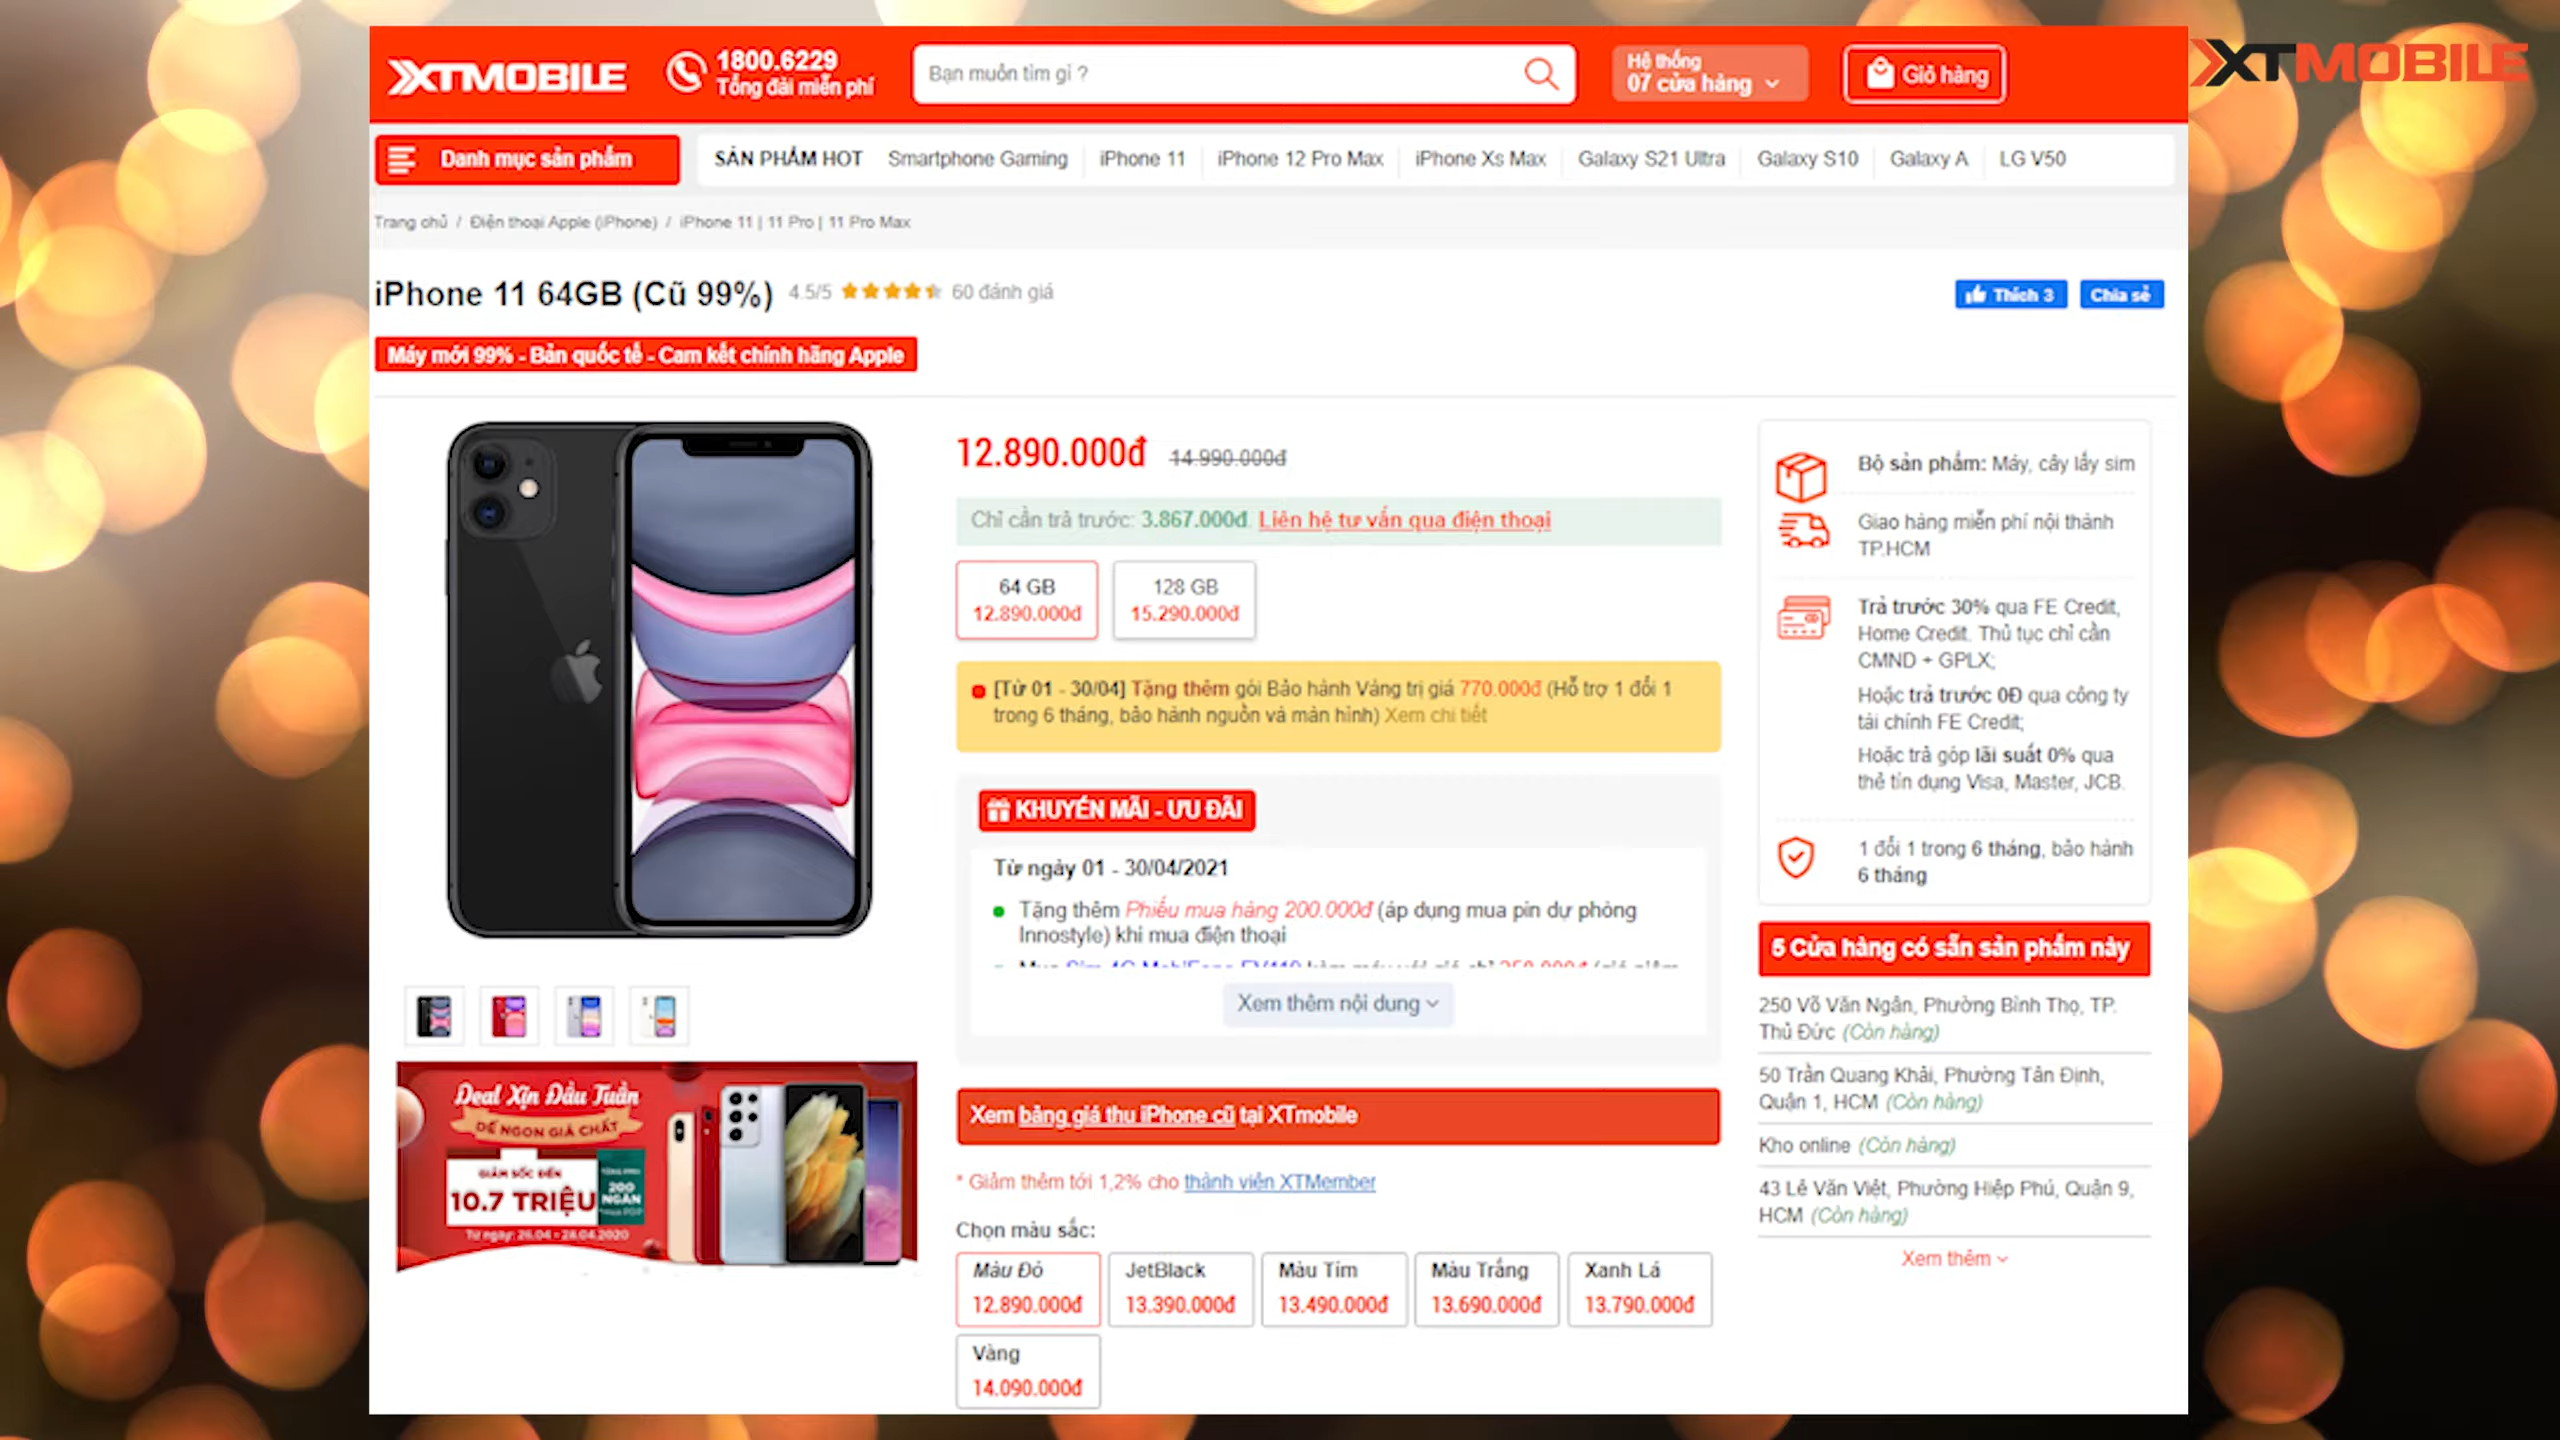 XTMOBILE
1800.6229
Tổng đài miễn phí
Bạn muốn tìm gì ?
Hệ thống
07 cửa hàng
Giỏ hàng
XTMOBILE
Danh mục sản phẩm
SẢN PHẨM HOT Smartphone Gaming iPhone 11 iPhone 12 Pro Max iPhone Xs Max Galaxy S21 Ultra Galaxy S10 Galaxy A LG V50
Trang chủ / Điện thoại Apple (iPhone) / iPhone 11 | 11 Pro | 11 Pro Max
iPhone 11 64GB (Cũ 99%) 4.5/5 60 đánh giá
Thích 3 Chia sẻ
Máy mới 99% - Bản quốc tế - Cam kết chính hãng Apple
12.890.000đ 14.990.000đ
Chỉ cần trả trước: 3.867.000đ. Liên hệ tư vấn qua điện thoại
64 GB
12.890.000đ
128 GB
15.290.000đ
[Từ 01 - 30/04] Tặng thêm gói Bảo hành Vàng trị giá 770.000đ (Hỗ trợ 1 đổi 1
trong 6 tháng, bảo hành nguồn và màn hình) Xem chi tiết
KHUYẾN MÃI - ƯU ĐÃI
Từ ngày 01 - 30/04/2021
Tặng thêm Phiếu mua hàng 200.000đ (áp dụng mua pin dự phòng
Innostyle) khi mua điện thoại
Xem thêm nội dung
Xem bảng giá thu iPhone cũ tại XTmobile
* Giảm thêm tới 1,2% cho thành viên XTMember
Chọn màu sắc:
Màu Đỏ
12.890.000đ
JetBlack
13.390.000đ
Màu Tím
13.490.000đ
Màu Trắng
13.690.000đ
Xanh Lá
13.790.000đ
Vàng
14.090.000đ
Deal Xịn Đầu Tuần
DẾ NGON GIÁ CHẤT
GIẢM SỐC ĐẾN
10.7 TRIỆU
200
NGÀN
Từ ngày: 26.04 - 28.04.2020
Bộ sản phẩm: Máy, cây lấy sim
Giao hàng miễn phí nội thành
TP.HCM
Trả trước 30% qua FE Credit,
Home Credit. Thủ tục chỉ cần
CMND + GPLX;
Hoặc trả trước 0Đ qua công ty
tài chính FE Credit;
Hoặc trả góp lãi suất 0% qua
thẻ tín dụng Visa, Master, JCB.
1 đổi 1 trong 6 tháng, bảo hành
6 tháng
5 Cửa hàng có sẵn sản phẩm này
250 Võ Văn Ngân, Phường Bình Thọ, TP.
Thủ Đức (Còn hàng)
50 Trần Quang Khải, Phường Tân Định,
Quận 1, HCM (Còn hàng)
Kho online (Còn hàng)
43 Lê Văn Việt, Phường Hiệp Phú, Quận 9,
HCM (Còn hàng)
Xem thêm